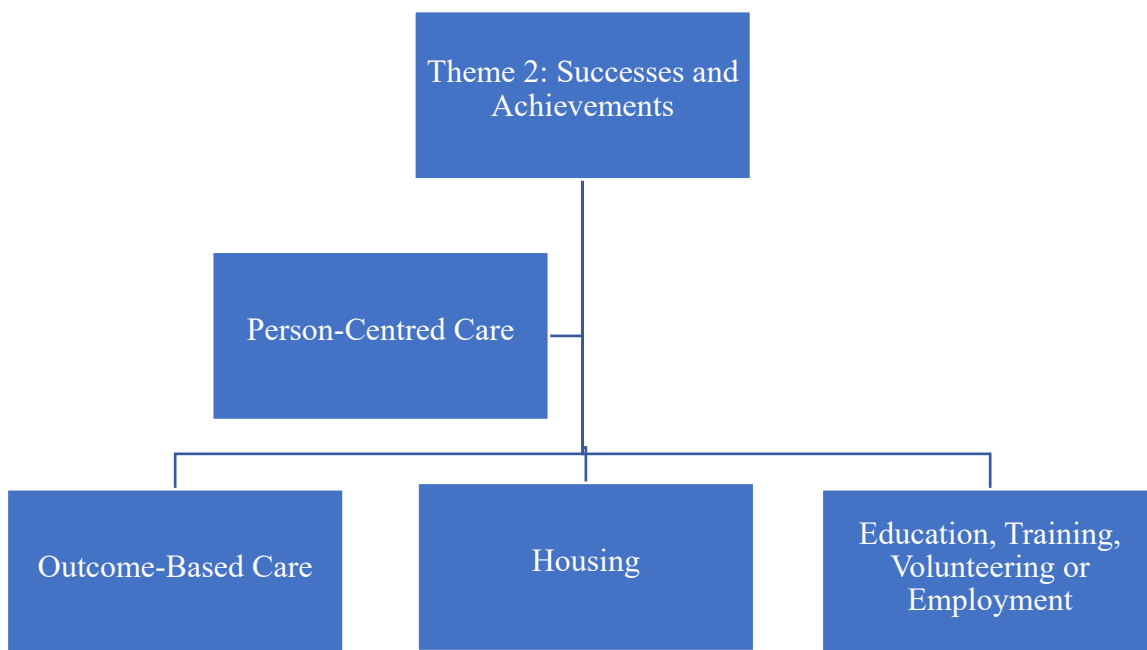 Theme 2: Successes and
Achievements
Person-Centred Care
Outcome-Based Care
Housing
Education, Training,
Volunteering or
Employment